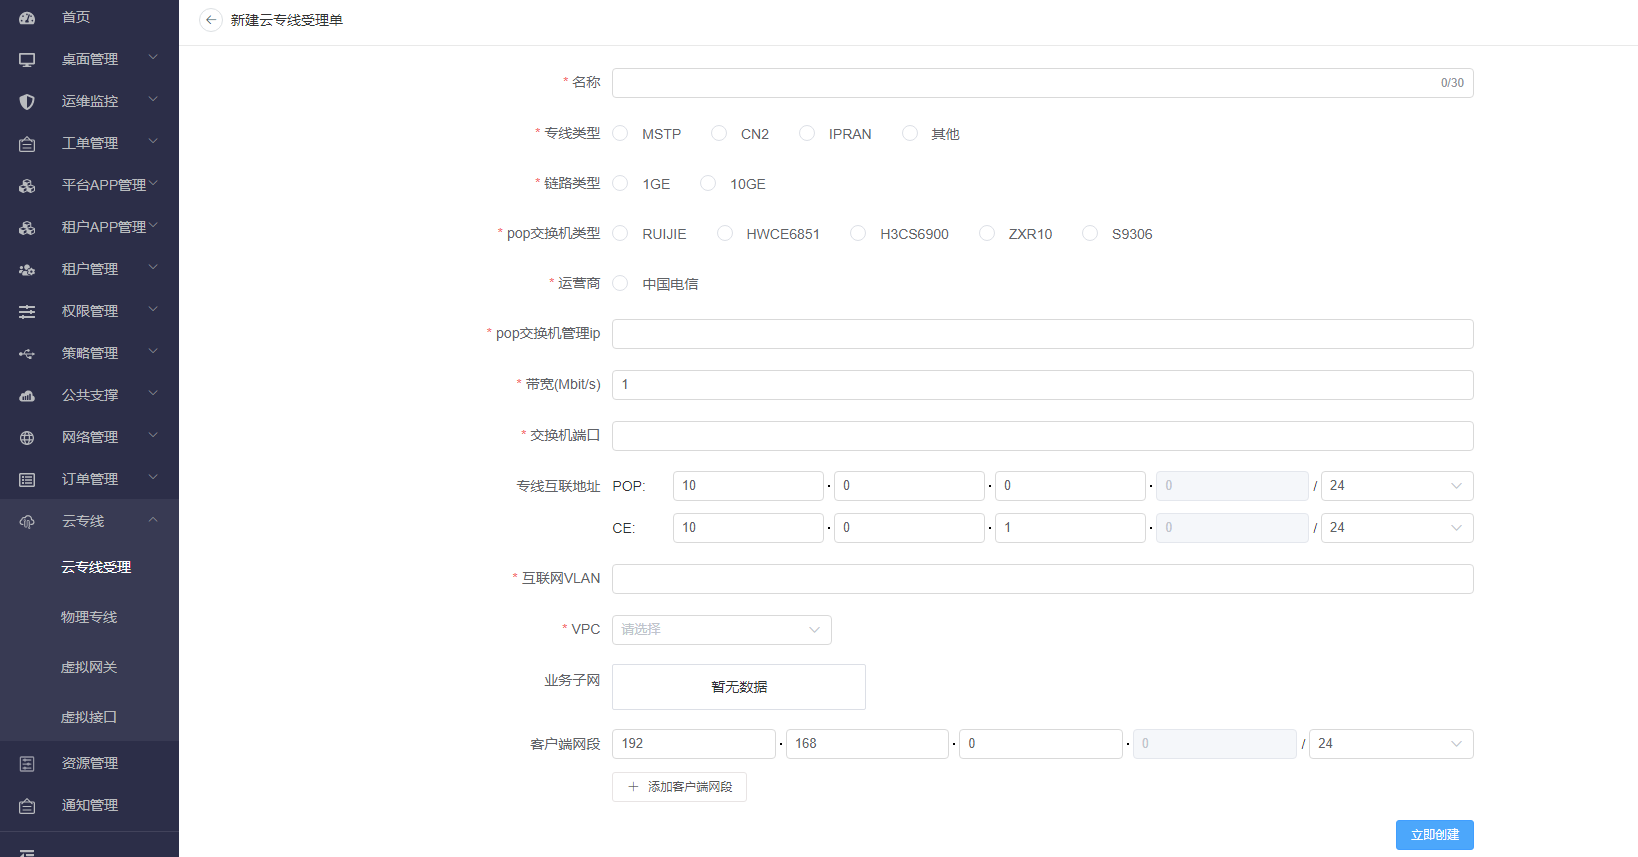 首页
桌面管理
运维监控
工单管理
平台APP管理
租户APP管理
租户管理
权限管理
策略管理
公共支撑
网络管理
订单管理
云专线
云专线受理
物理专线
虚拟网关
虚拟接口
资源管理
通知管理
新建云专线受理单
* 名称 0/30
* 专线类型 MSTP CN2 IPRAN 其他
* 链路类型 1GE 10GE
* pop交换机类型 RUIJIE HWCE6851 H3CS6900 ZXR10 S9306
* 运营商 中国电信
* pop交换机管理ip
* 带宽(Mbit/s) 1
* 交换机端口
专线互联地址 POP: 10 . 0 . 0 . 0 / 24
CE: 10 . 0 . 1 . 0 / 24
* 互联网VLAN
* VPC 请选择
业务子网 暂无数据
客户端网段 192 . 168 . 0 . 0 / 24
+ 添加客户端网段
立即创建